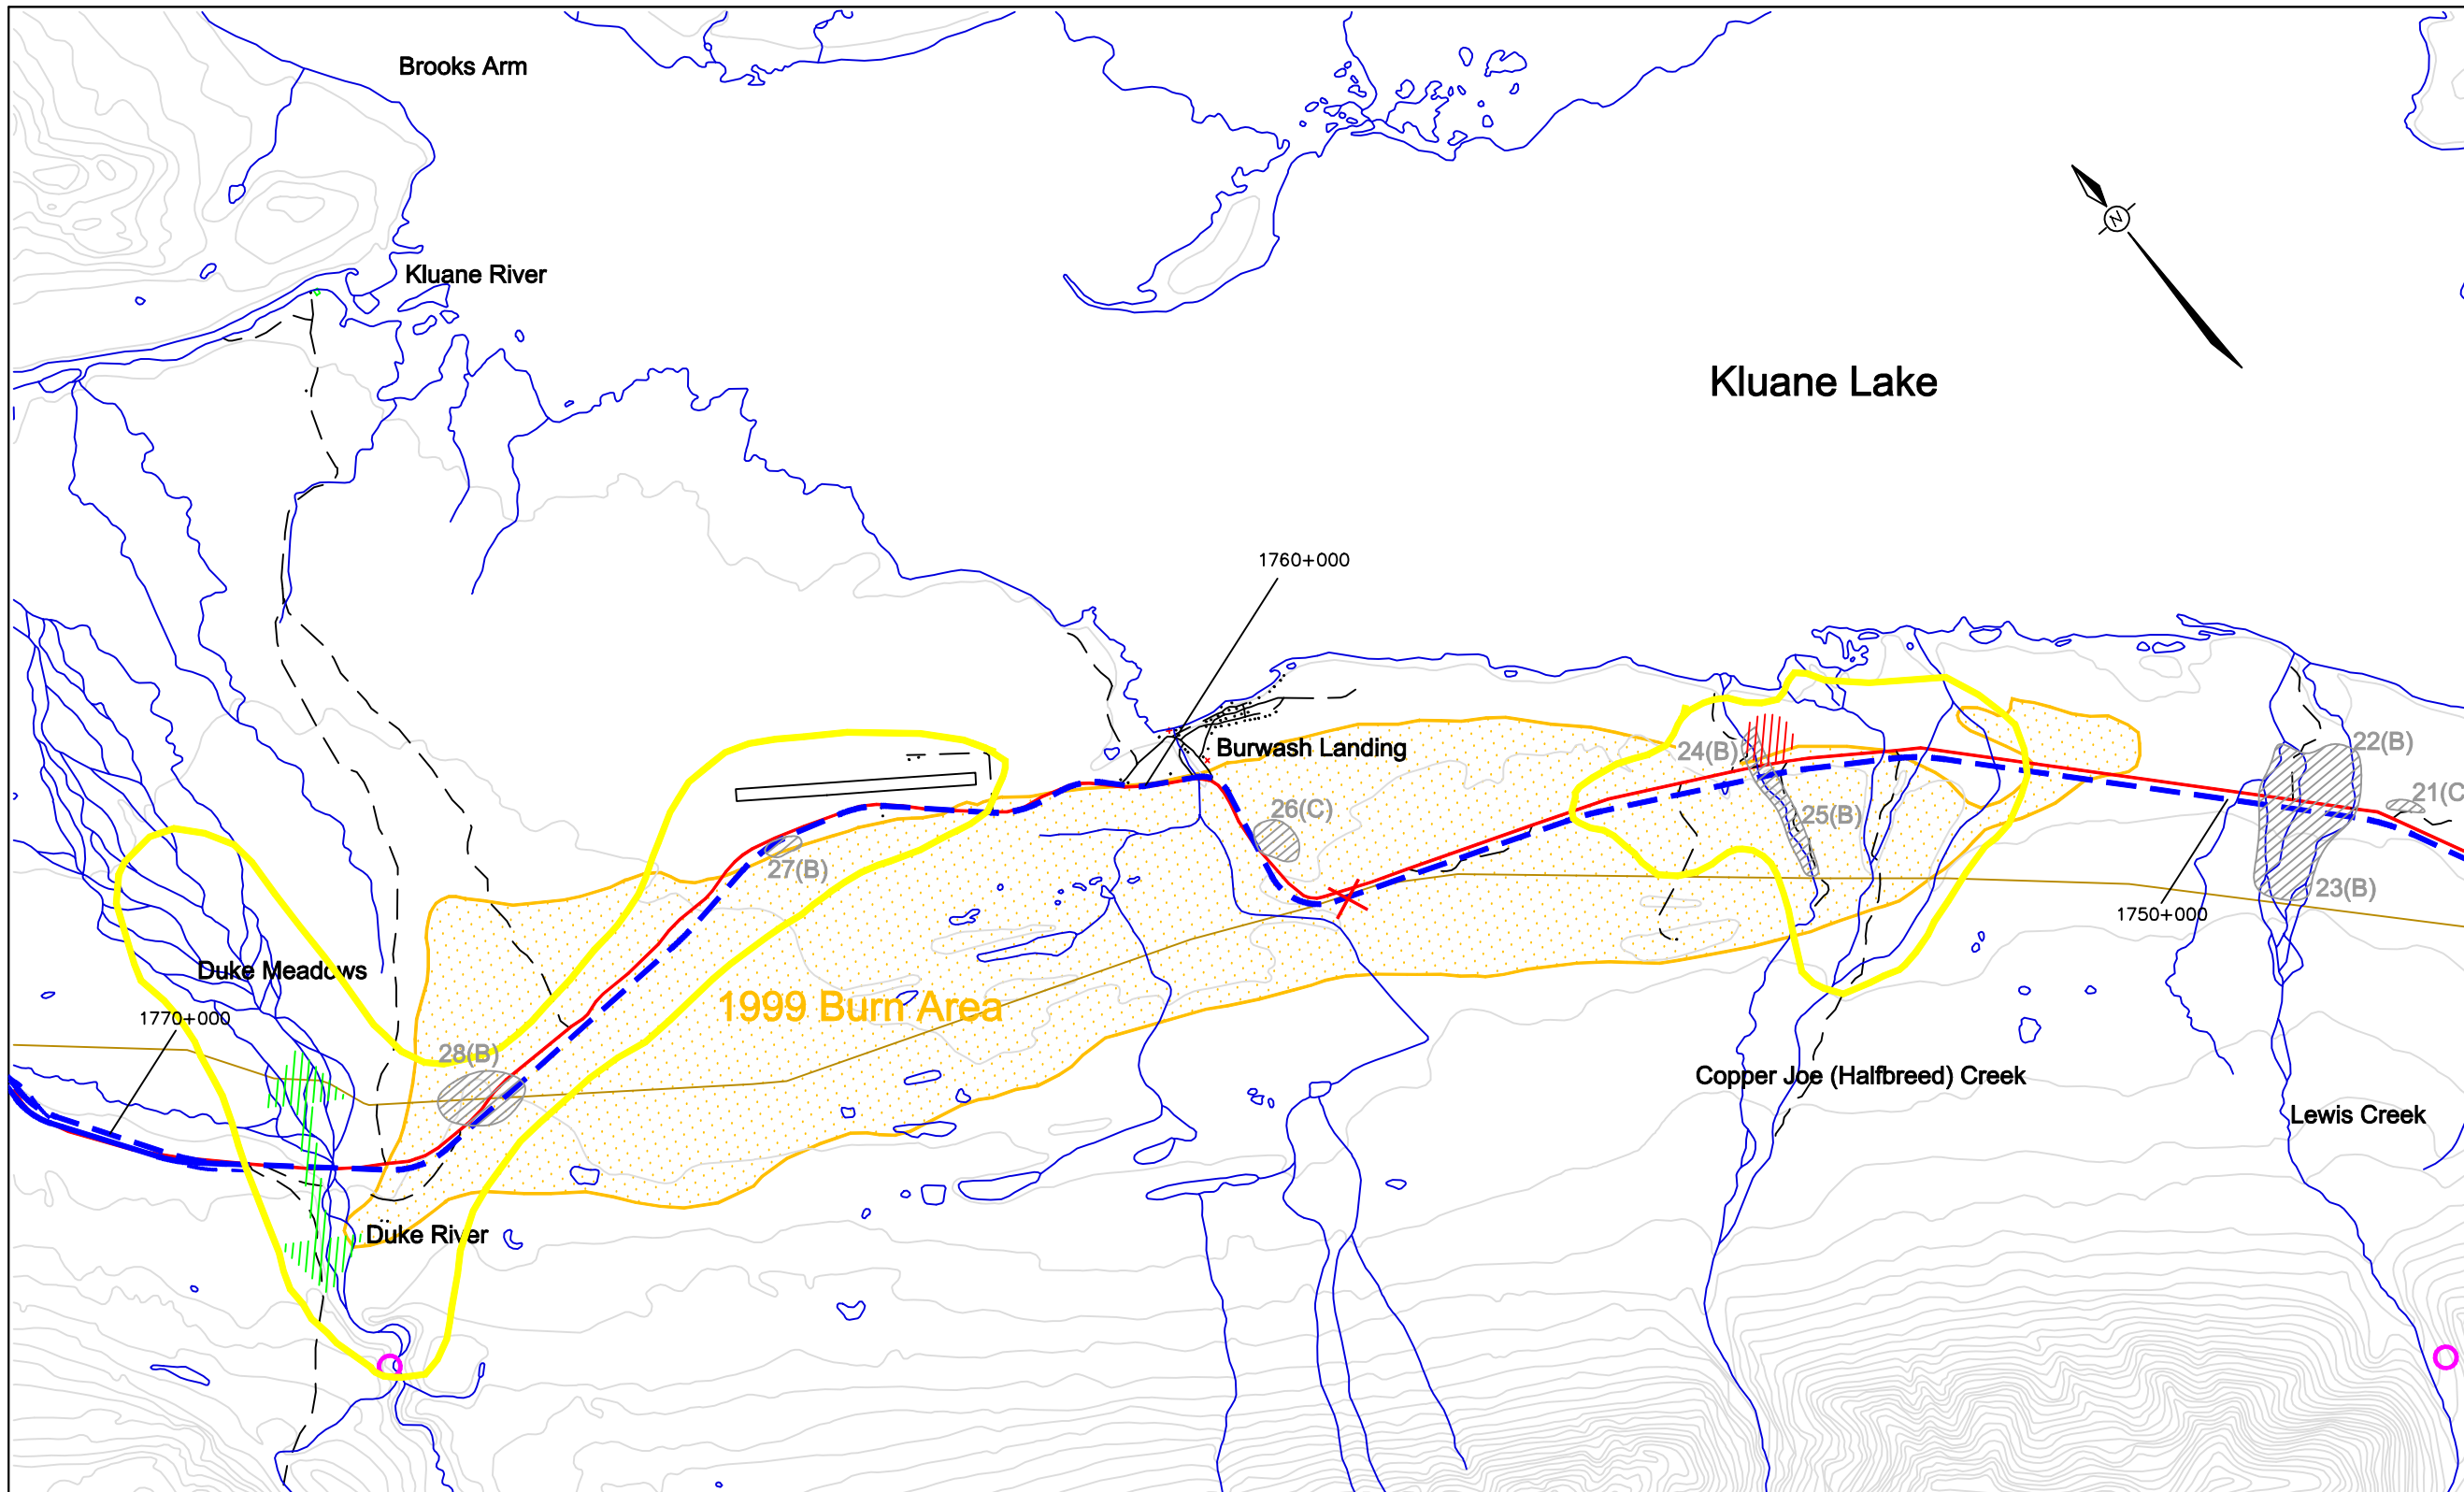 Brooks Arm
N
Kluane River
Kluane Lake
1760+000
Burwash Landing
24(B)
22(B)
21(C
26(C)
25(B)
27(B)
23(B)
1750+000
Duke Meadows
1999 Burn Area
1770+000
28(B)
Copper Joe (Halfbreed) Creek
Lewis Creek
Duke River